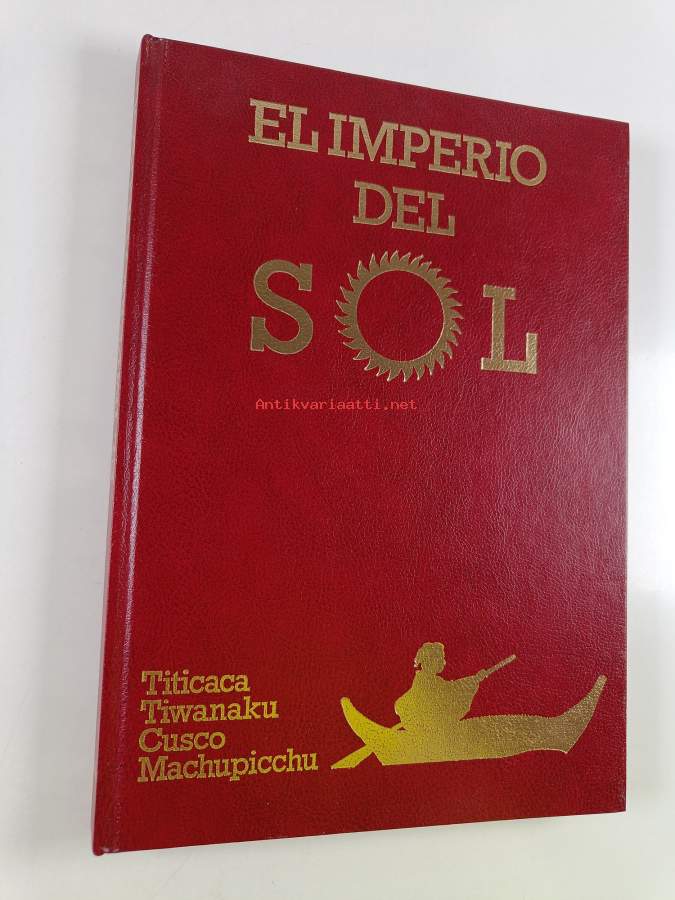 EL IMPERIO
DEL
SOL
Antikvariaatti.net
Titicaca
Tiwanaku
Cusco
Machupicchu